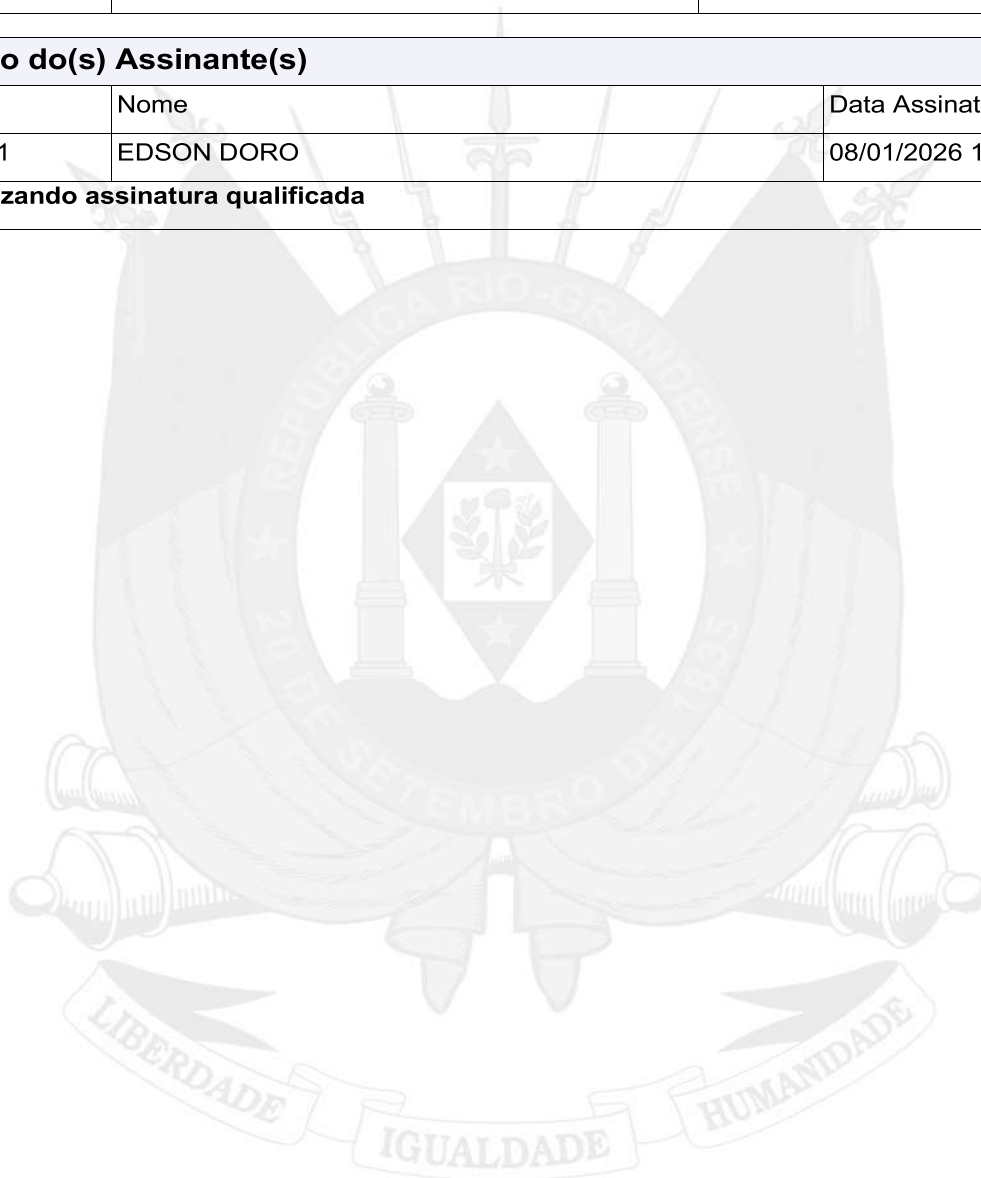 o do(s) Assinante(s)
Nome Data Assinat
1 EDSON DORO 08/01/2026 1
zando assinatura qualificada
REPUBLICA RIO-GRANDENSE
20 DE SETEMBRO DE 1835
LIBERDADE IGUALDADE HUMANIDADE